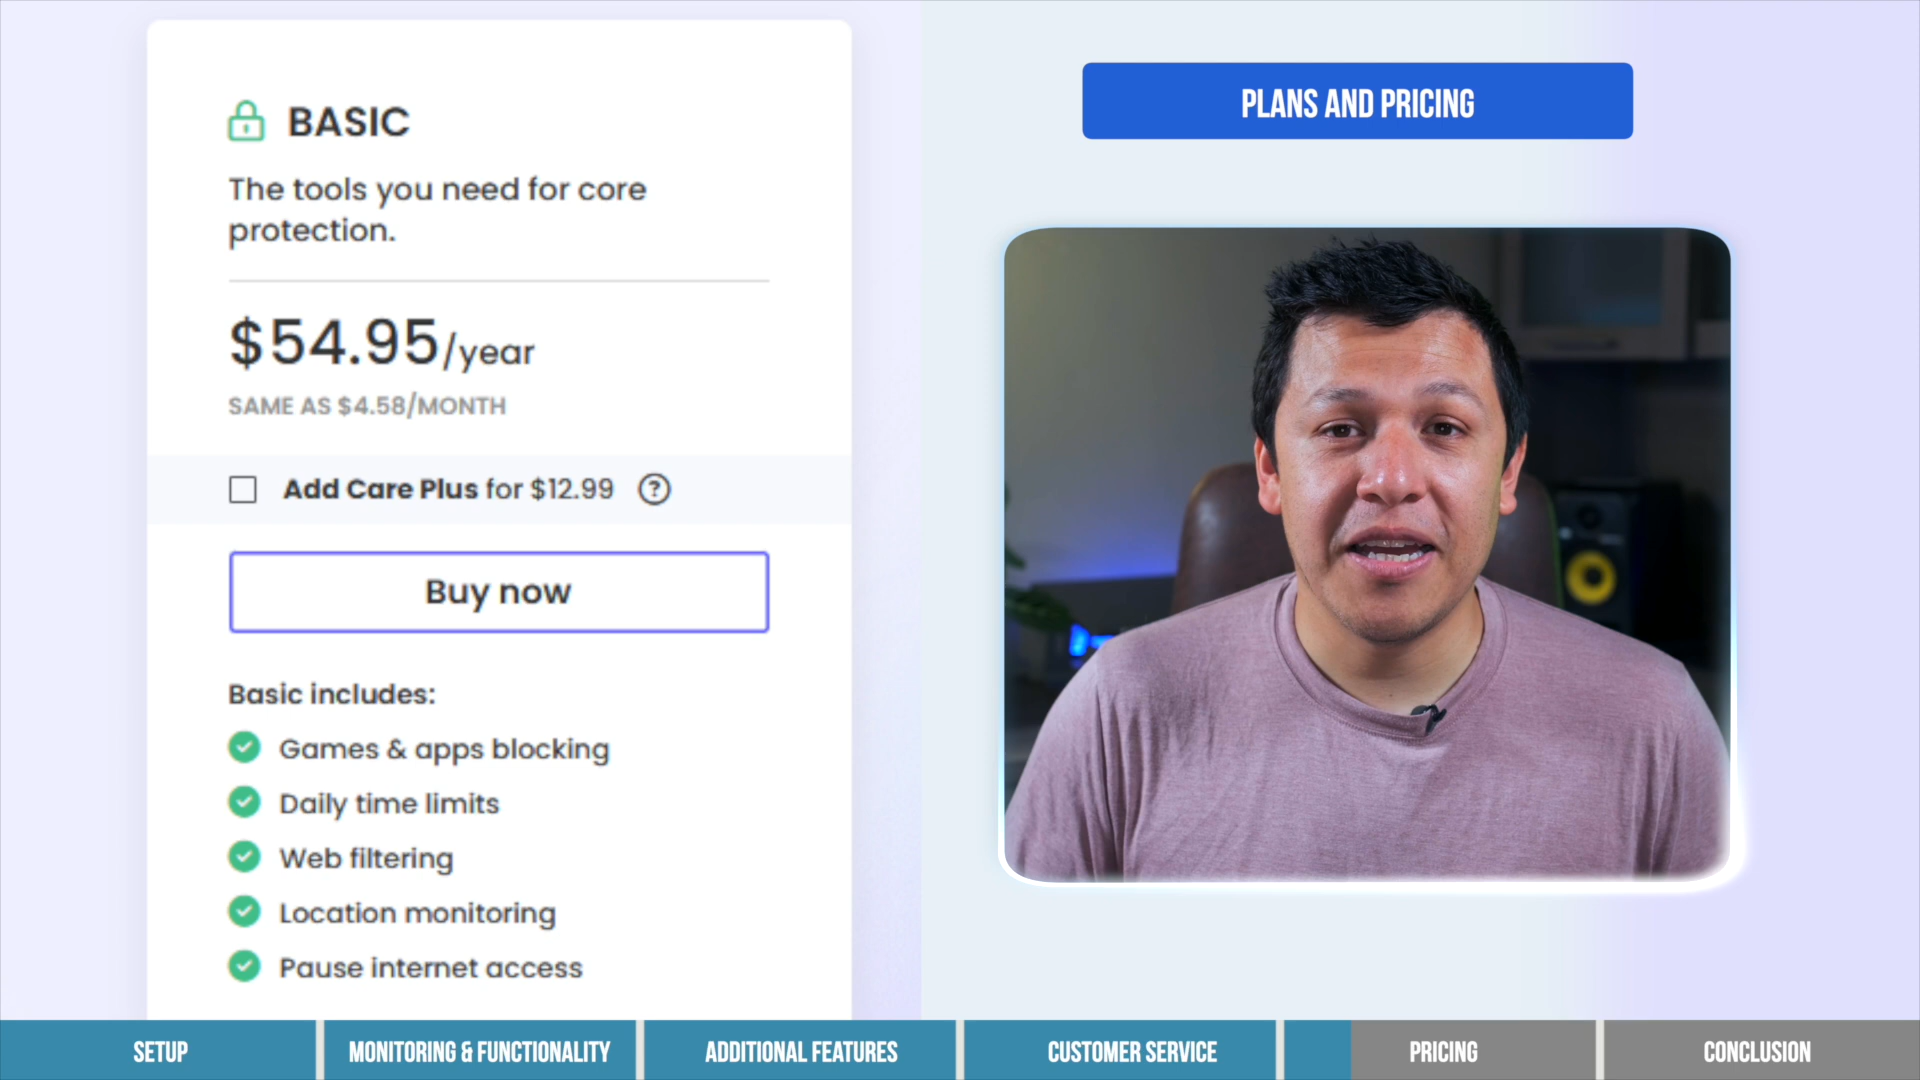 BASIC
The tools you need for core
protection.
$54.95/year
SAME AS $4.58/MONTH
Add Care Plus for $12.99 ?
Buy now
Basic includes:
Games & apps blocking
Daily time limits
Web filtering
Location monitoring
Pause internet access
PLANS AND PRICING
SETUP
MONITORING & FUNCTIONALITY
ADDITIONAL FEATURES
CUSTOMER SERVICE
PRICING
CONCLUSION